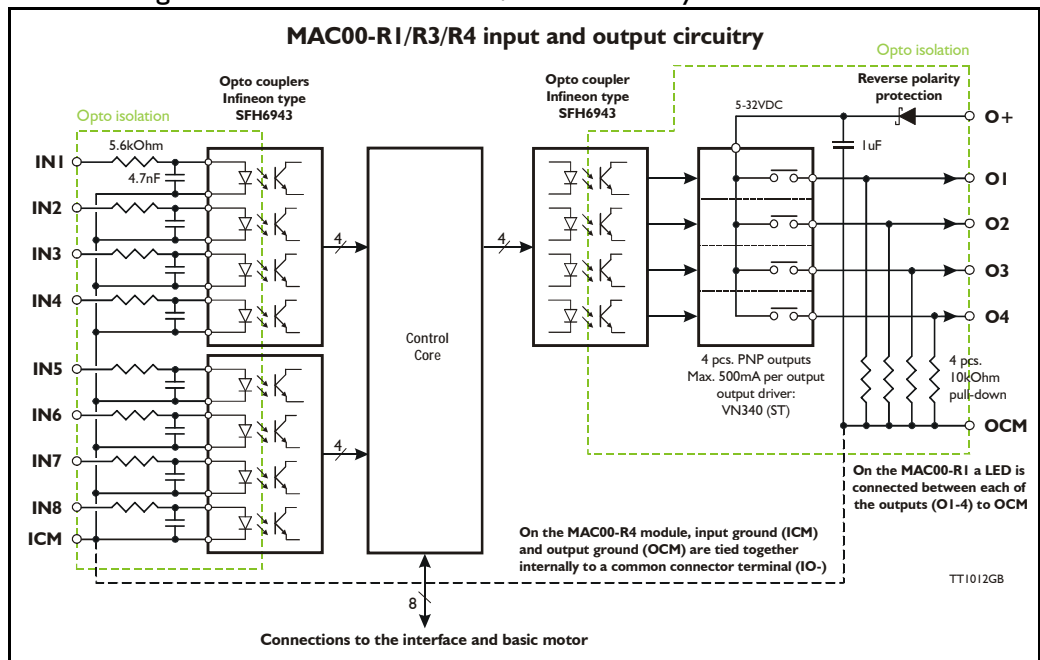 MAC00-R1/R3/R4 input and output circuitry
Opto isolation
Opto couplers
Infineon type
SFH6943
Opto coupler
Infineon type
SFH6943
Reverse polarity
protection
Opto isolation
5-32VDC
O+
IN1
5.6kOhm
4.7nF
1uF
O1
IN2
O2
IN3
4
4
O3
IN4
O4
Control
Core
IN5
4 pcs. PNP outputs
Max. 500mA per output
output driver:
VN340 (ST)
4 pcs.
10kOhm
pull-down
IN6
OCM
IN7
4
On the MAC00-R1 a LED is
connected between each of
the outputs (O1-4) to OCM
IN8
ICM
On the MAC00-R4 module, input ground (ICM)
and output ground (OCM) are tied together
internally to a common connector terminal (IO-)
TT1012GB
8
Connections to the interface and basic motor